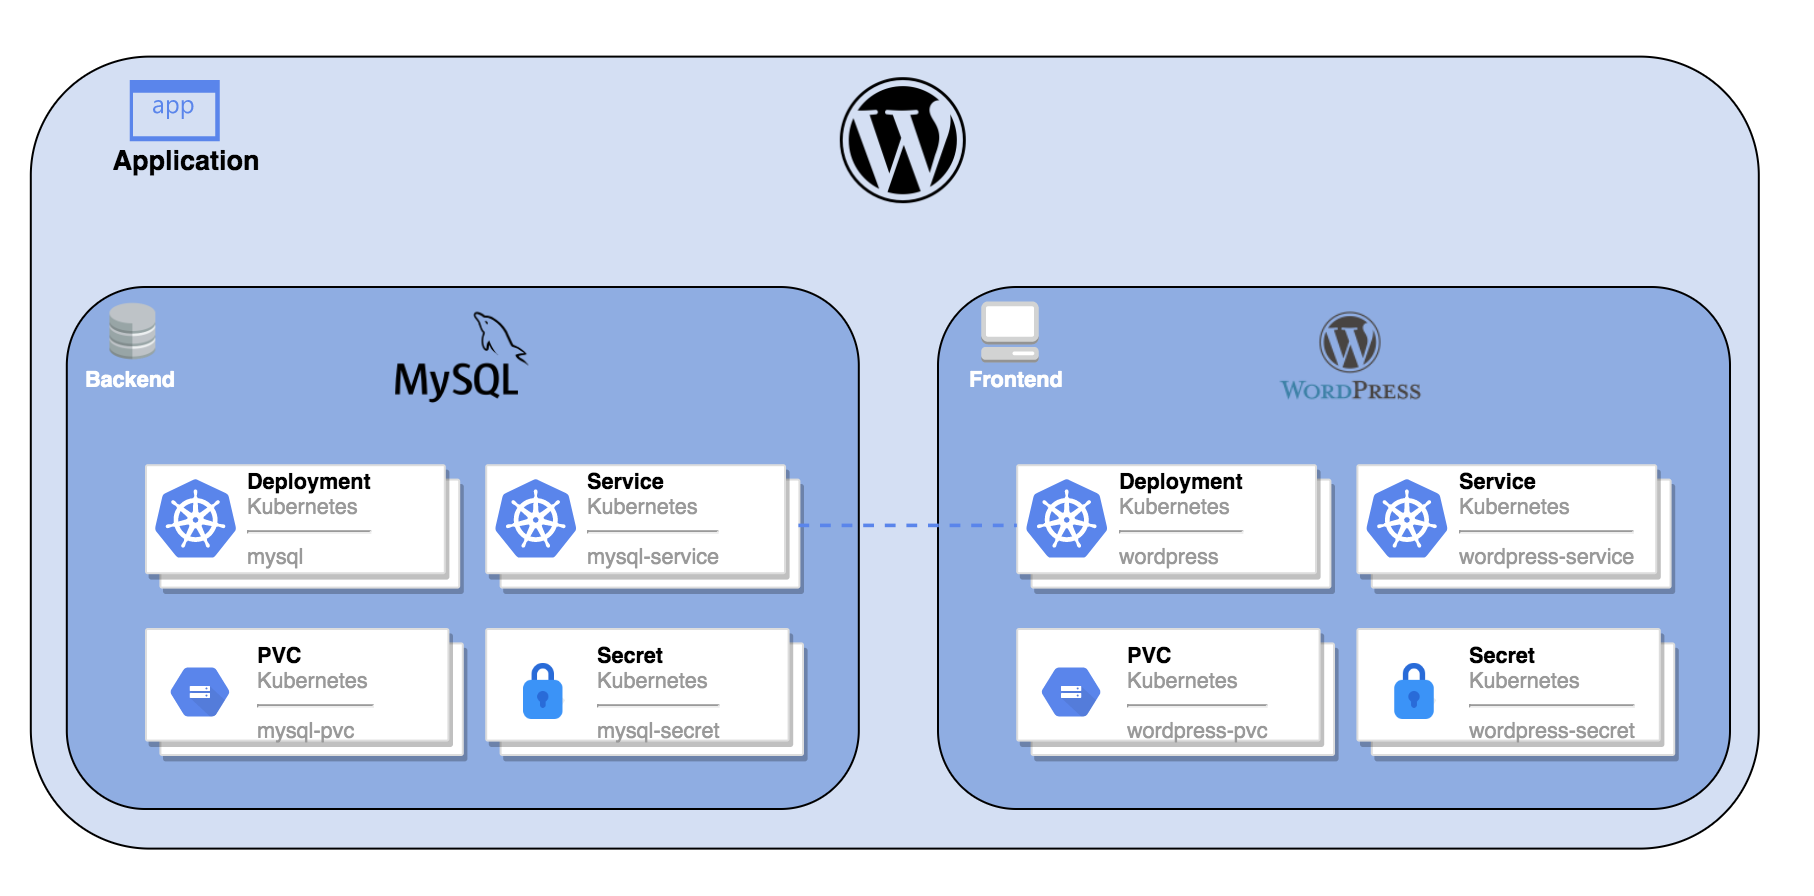 app
Application
W
Backend
MySQL
Deployment
Kubernetes
mysql
Service
Kubernetes
mysql-service
PVC
Kubernetes
mysql-pvc
Secret
Kubernetes
mysql-secret
Frontend
W
WORDPRESS
Deployment
Kubernetes
wordpress
Service
Kubernetes
wordpress-service
PVC
Kubernetes
wordpress-pvc
Secret
Kubernetes
wordpress-secret